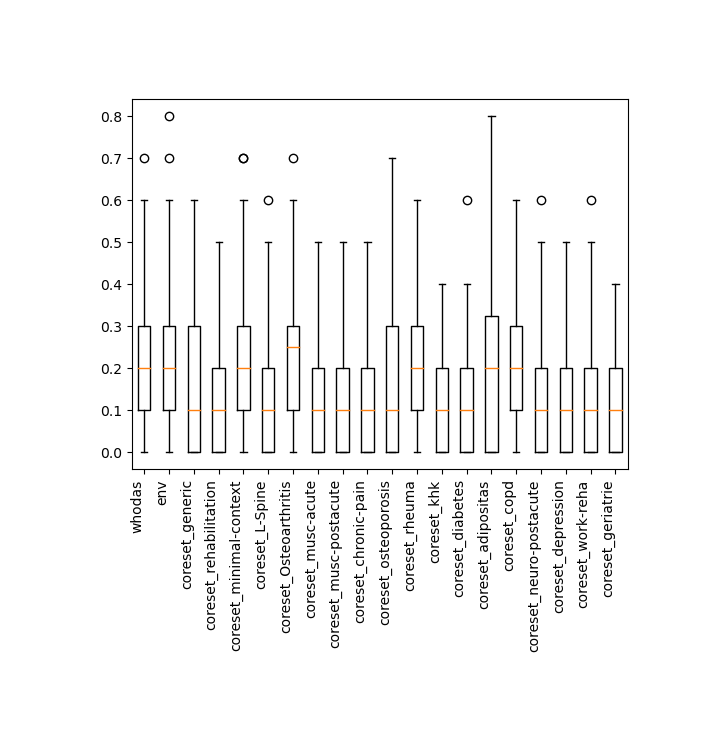 0.8
0.7
0.6
0.5
0.4
0.3
0.2
0.1
0.0
whodas
env
coreset_generic
coreset_rehabilitation
coreset_minimal-context
coreset_L-Spine
coreset_Osteoarthritis
coreset_musc-acute
coreset_musc-postacute
coreset_chronic-pain
coreset_osteoporosis
coreset_rheuma
coreset_khk
coreset_diabetes
coreset_adipositas
coreset_copd
coreset_neuro-postacute
coreset_depression
coreset_work-reha
coreset_geriatrie